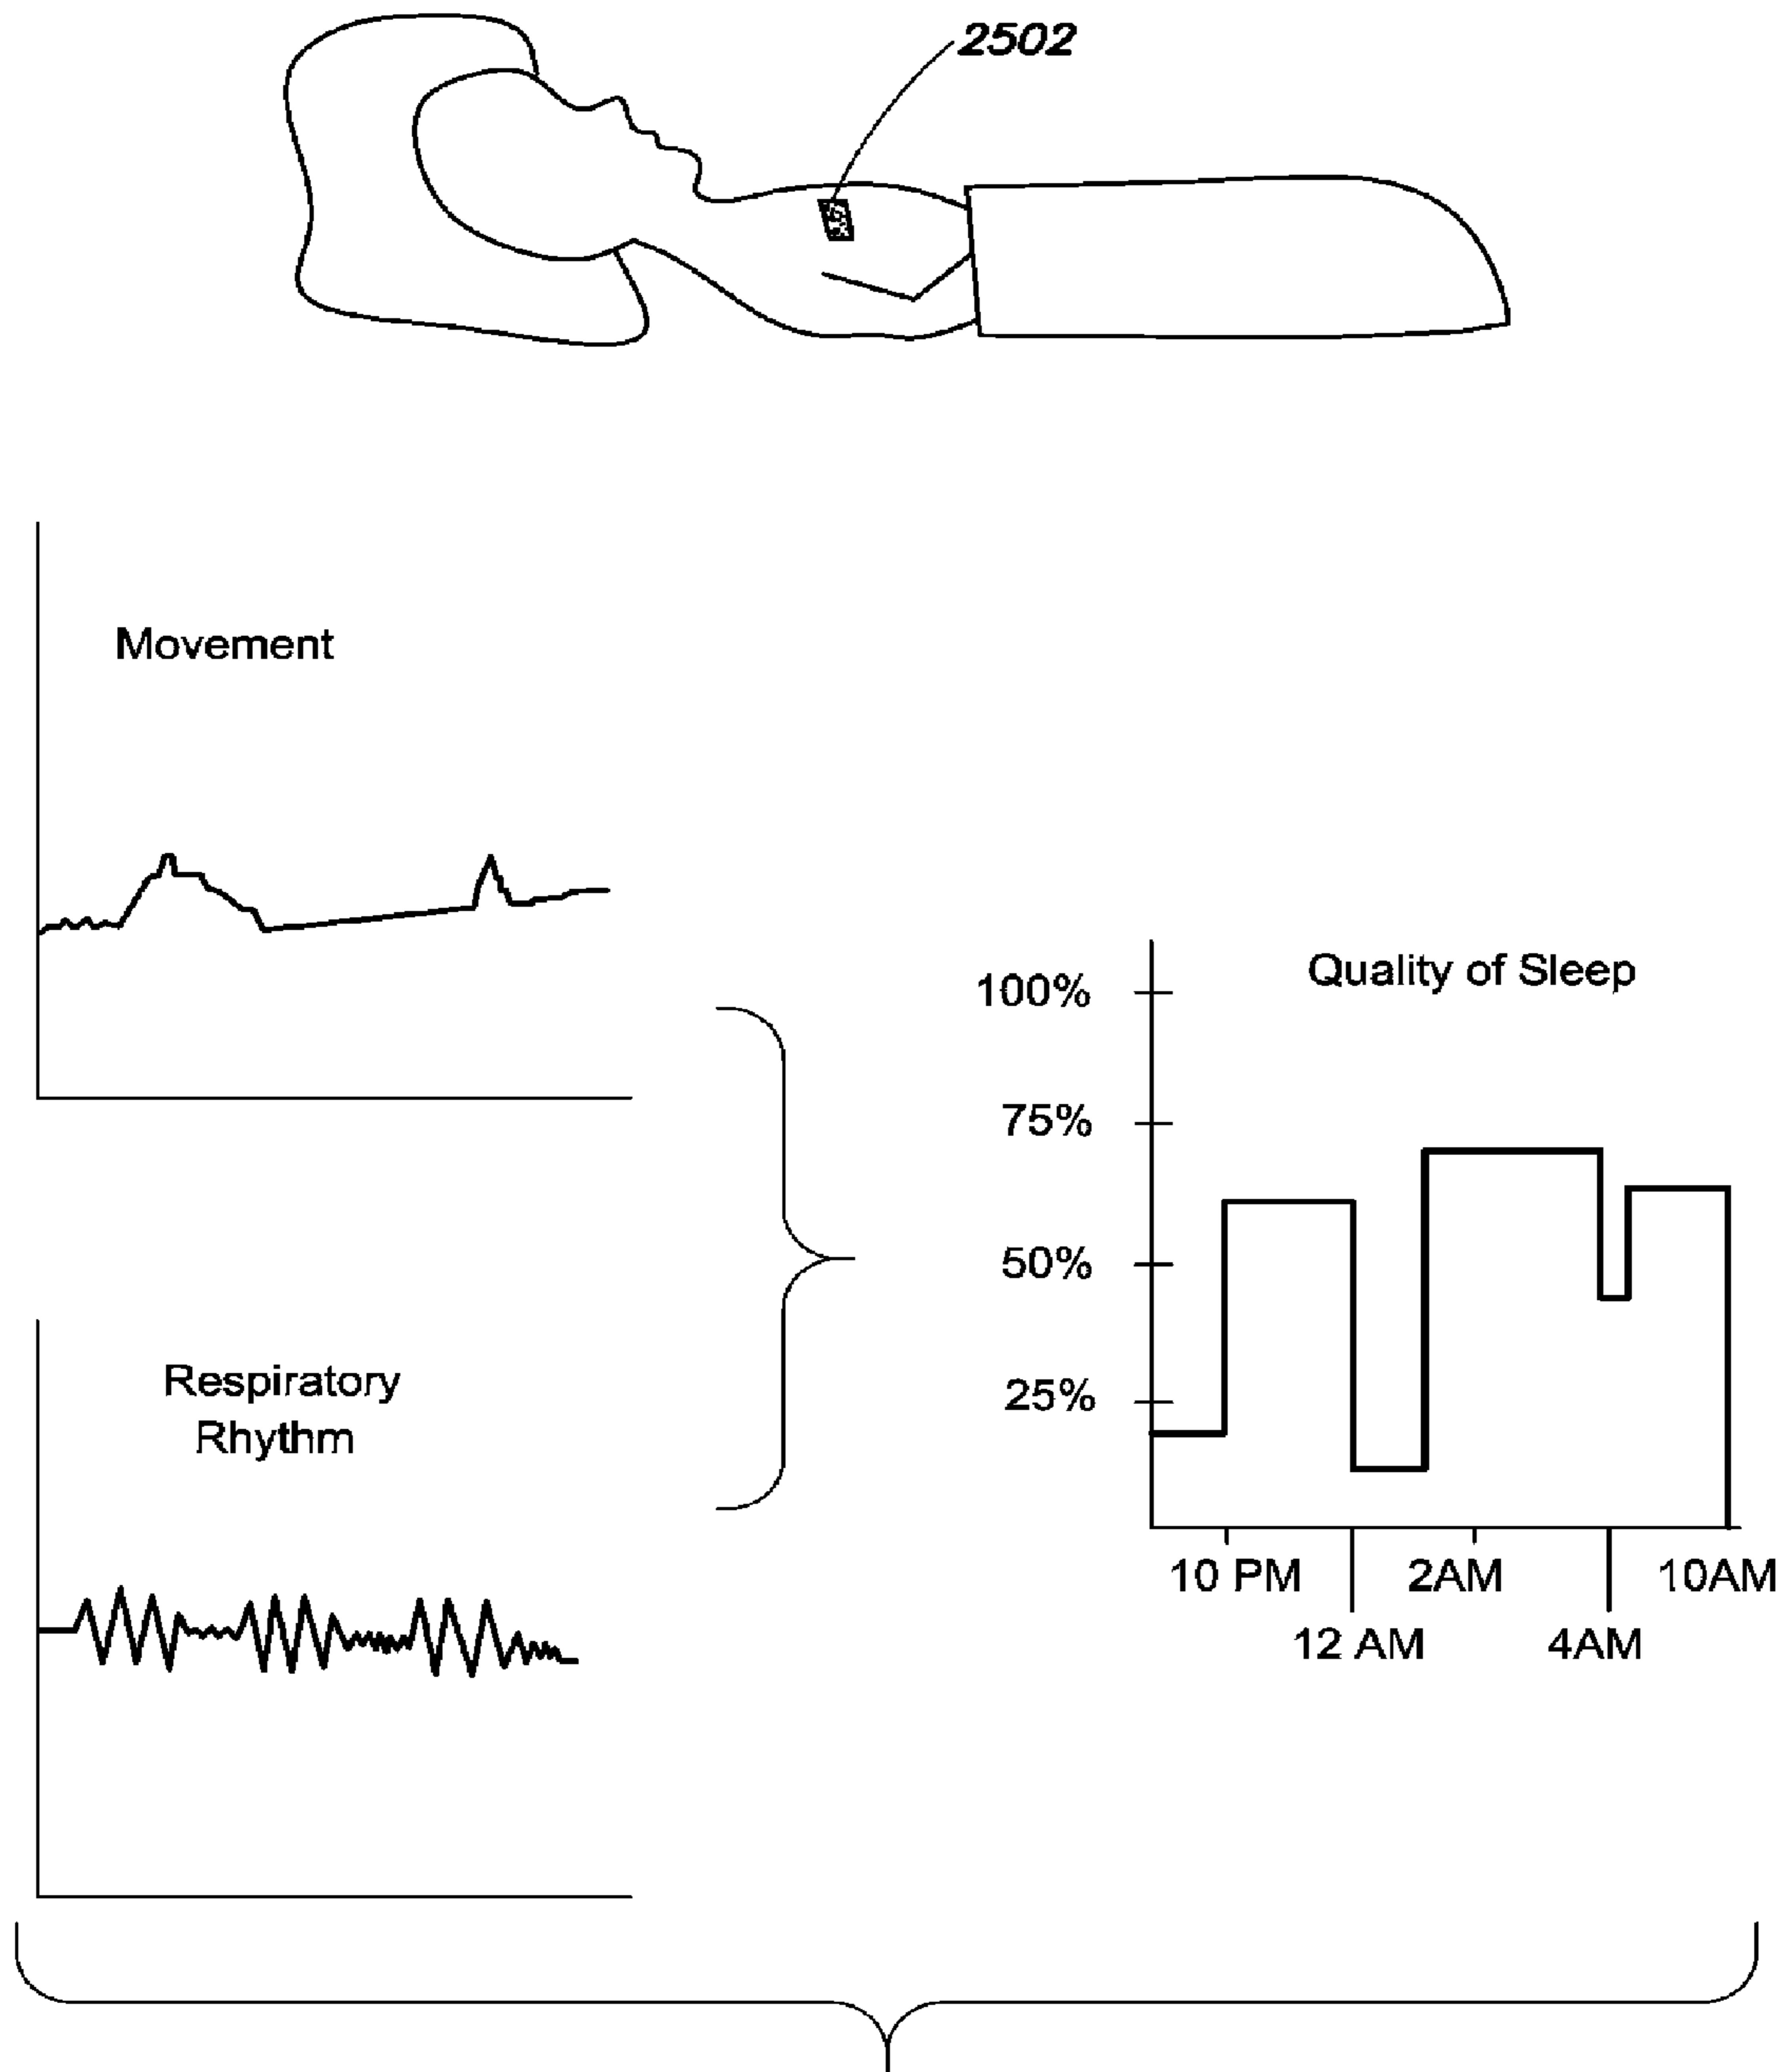 2502
Movement
Quality of Sleep
100%
75%
50%
25%
Respiratory
Rhythm
10 PM
2AM
10AM
12 AM
4AM